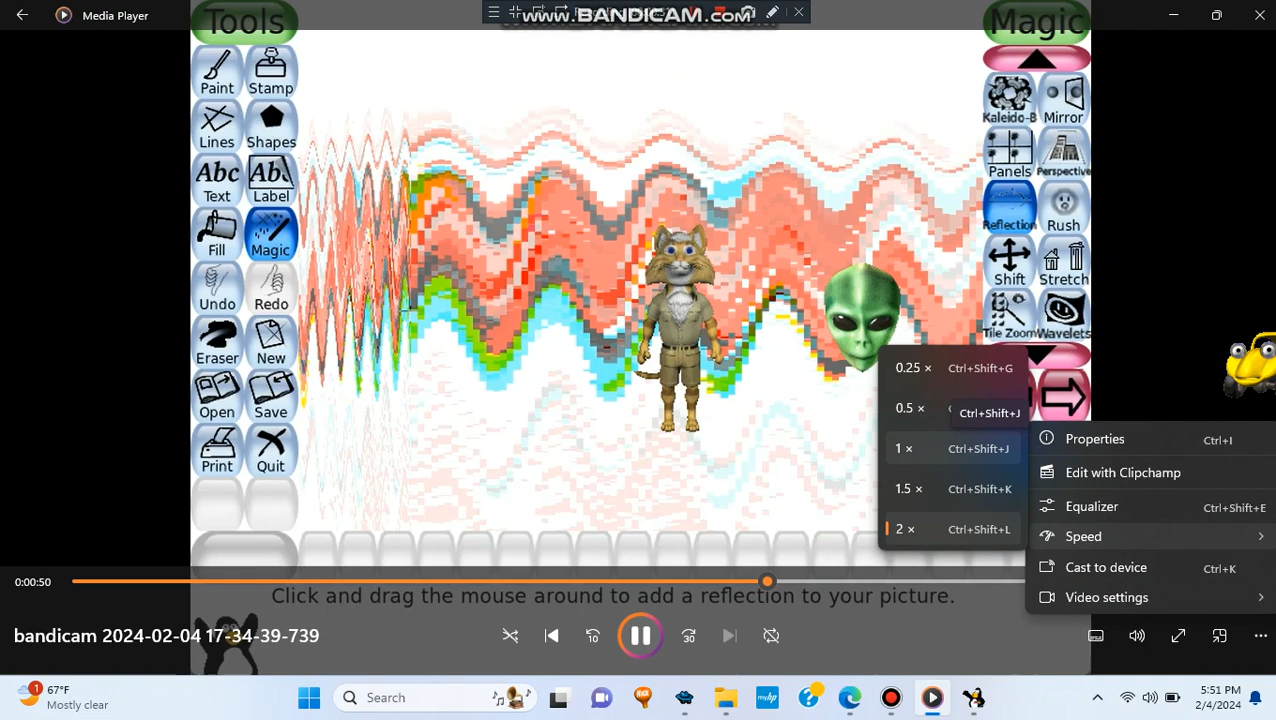 Media Player
www.BANDICAM.com
Tools
Magic
Paint
Stamp
Lines
Shapes
Abc
Text
Abc
Label
Fill
Magic
Undo
Redo
Eraser
New
Open
Save
Print
Quit
Kaleido-B
Mirror
Panels
Perspective
Reflection
Rush
Shift
Stretch
Tile Zoom
Wavelets
0.25 × Ctrl+Shift+G
0.5 ×
Ctrl+Shift+J
1 × Ctrl+Shift+J
1.5 × Ctrl+Shift+K
2 × Ctrl+Shift+L
Properties Ctrl+I
Edit with Clipchamp
Equalizer Ctrl+Shift+E
Speed
Cast to device Ctrl+K
Video settings
0:00:50
Click and drag the mouse around to add a reflection to your picture.
bandicam 2024-02-04 17-34-39-739
10
30
1
67°F
Mostly clear
Search
myhp
5:51 PM
2/4/2024